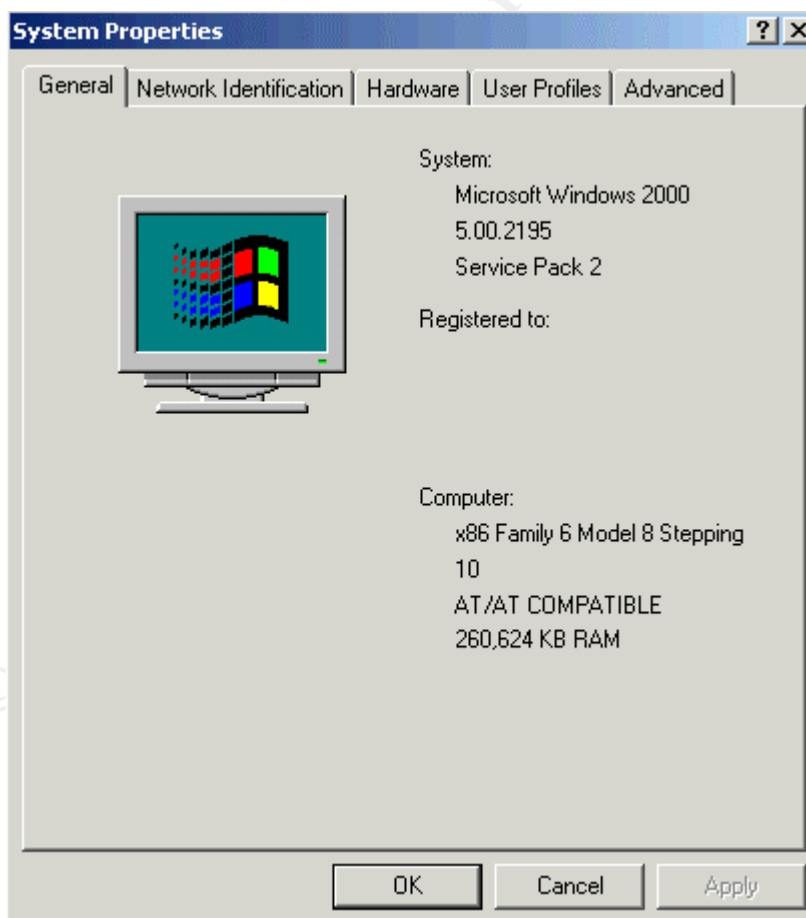 System Properties
General
Network Identification
Hardware
User Profiles
Advanced
System:
Microsoft Windows 2000
5.00.2195
Service Pack 2
Registered to:
Computer:
x86 Family 6 Model 8 Stepping
10
AT/AT COMPATIBLE
260,624 KB RAM
OK
Cancel
Apply